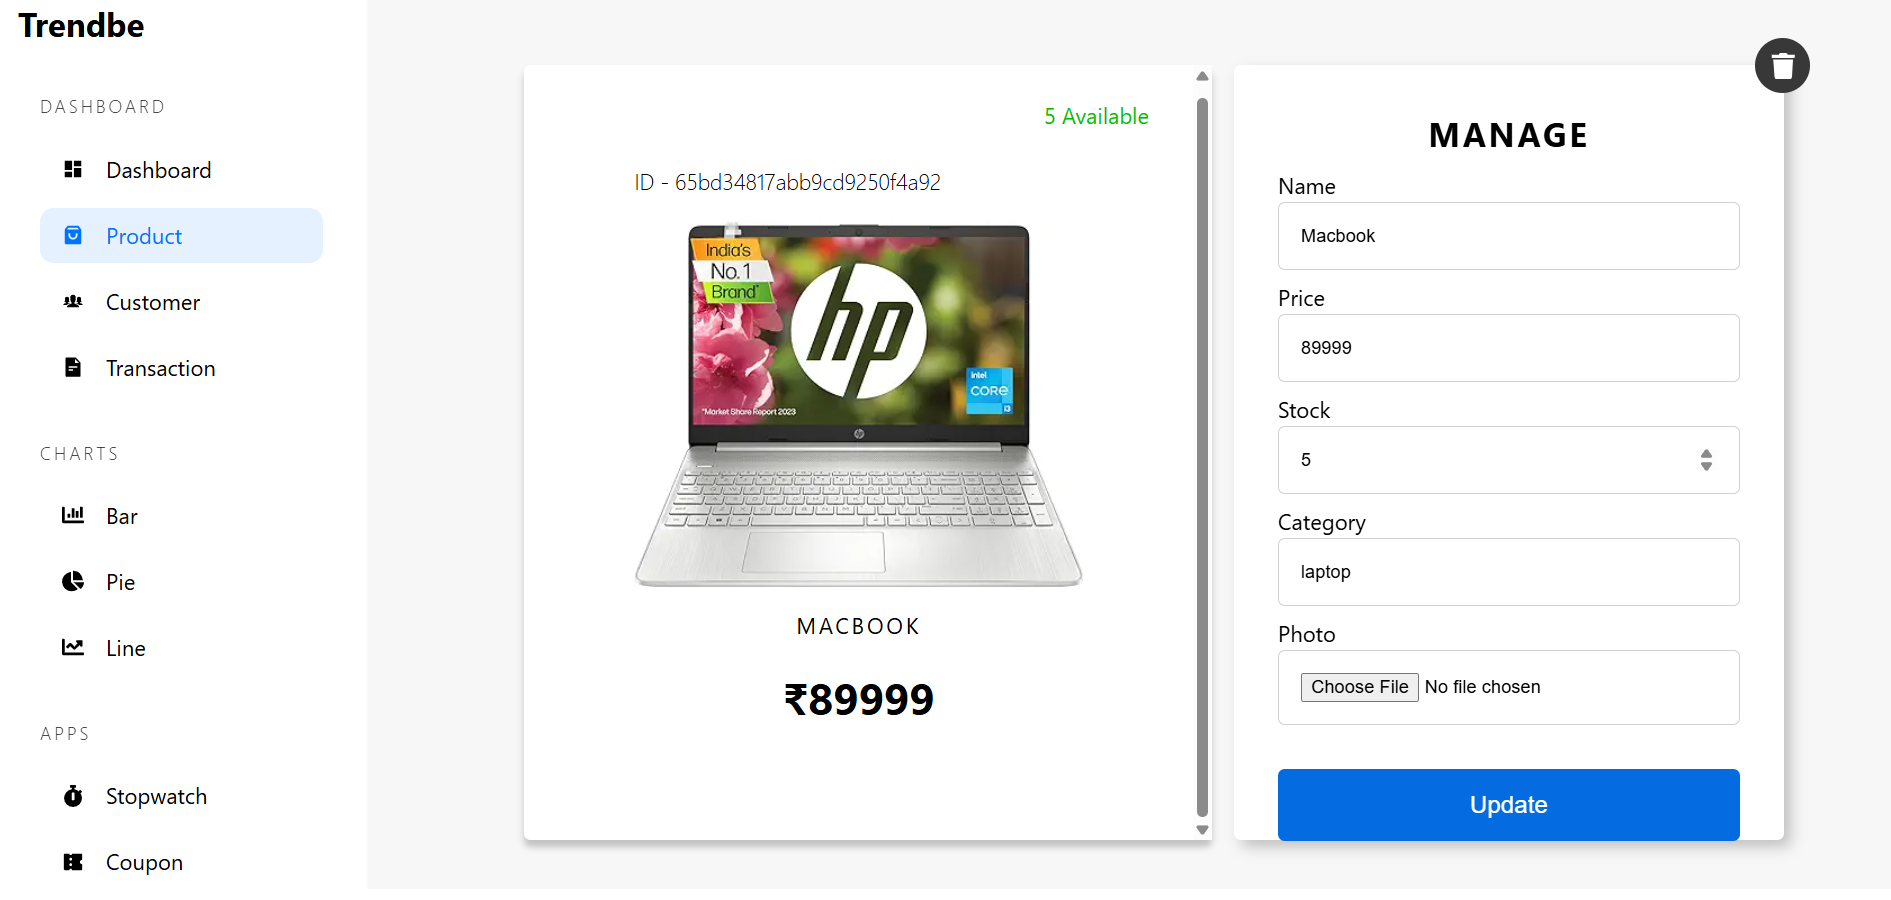 Trendbe
DASHBOARD
Dashboard
Product
Customer
Transaction
CHARTS
Bar
Pie
Line
APPS
Stopwatch
Coupon
5 Available
ID - 65bd34817abb9cd9250f4a92
India's
No.1
Brand*
hp
intel
CORE
i3
*Market Share Report 2023
hp
MACBOOK
₹89999
MANAGE
Name
Macbook
Price
89999
Stock
5
Category
laptop
Photo
Choose File No file chosen
Update